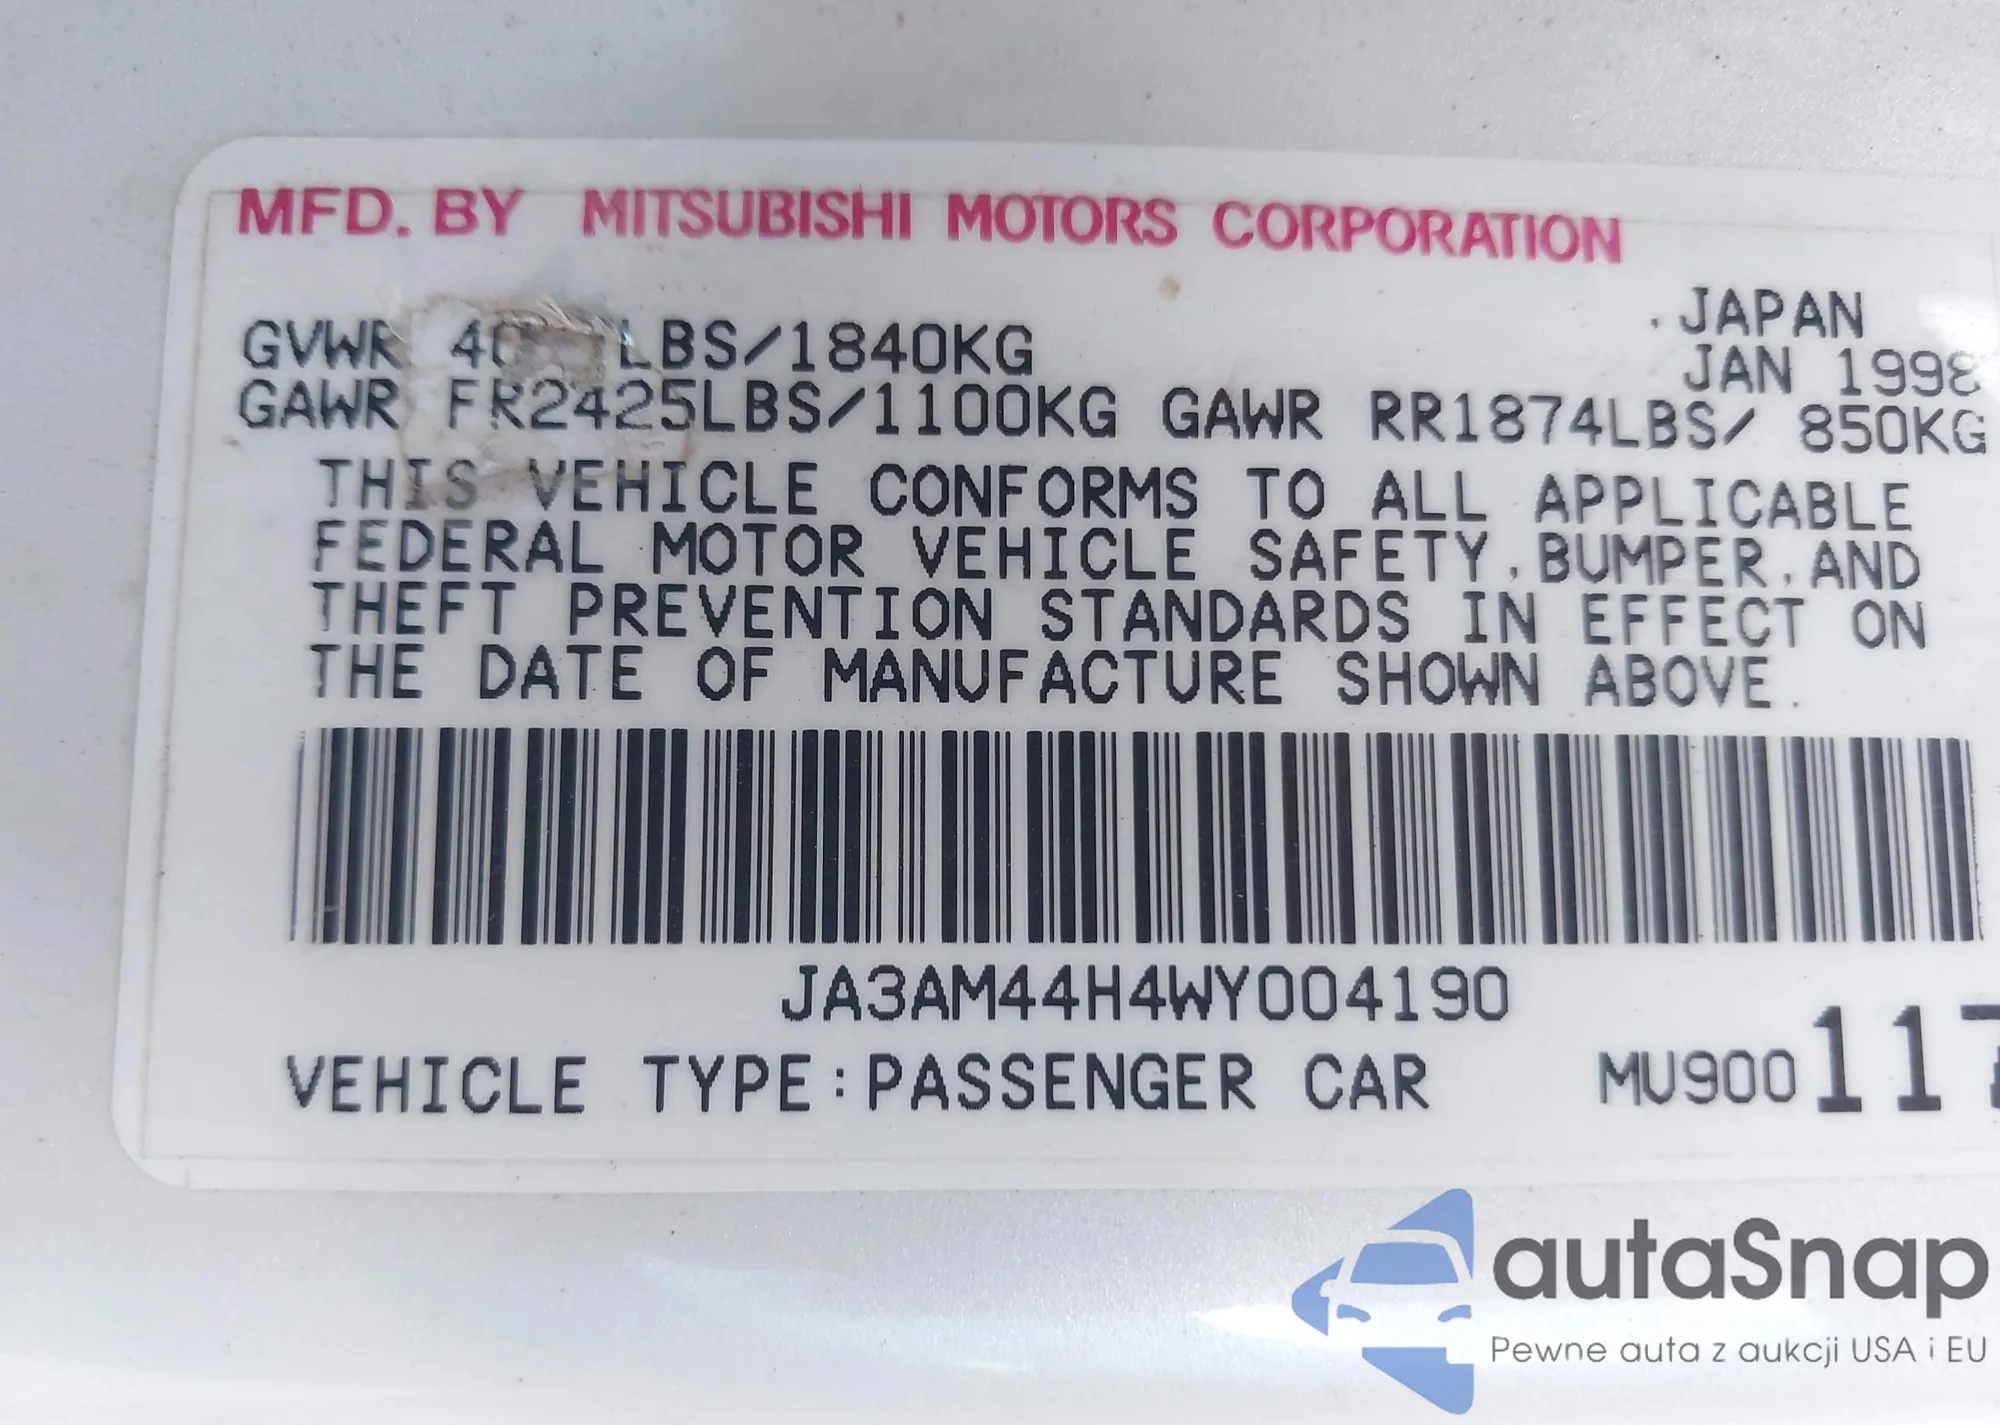 MFD. BY MITSUBISHI MOTORS CORPORATION
.JAPAN
GVWR LBS/1840KG
JAN 1998
GAWR FR2425LBS/1100KG GAWR RR1874LBS/ 850KG
THIS VEHICLE CONFORMS TO ALL APPLICABLE
FEDERAL MOTOR VEHICLE SAFETY,BUMPER,AND
THEFT PREVENTION STANDARDS IN EFFECT ON
THE DATE OF MANUFACTURE SHOWN ABOVE.
JA3AM44H4WY004190
VEHICLE TYPE:PASSENGER CAR MU900117
autaSnap
Pewne auta z aukcji USA i EU